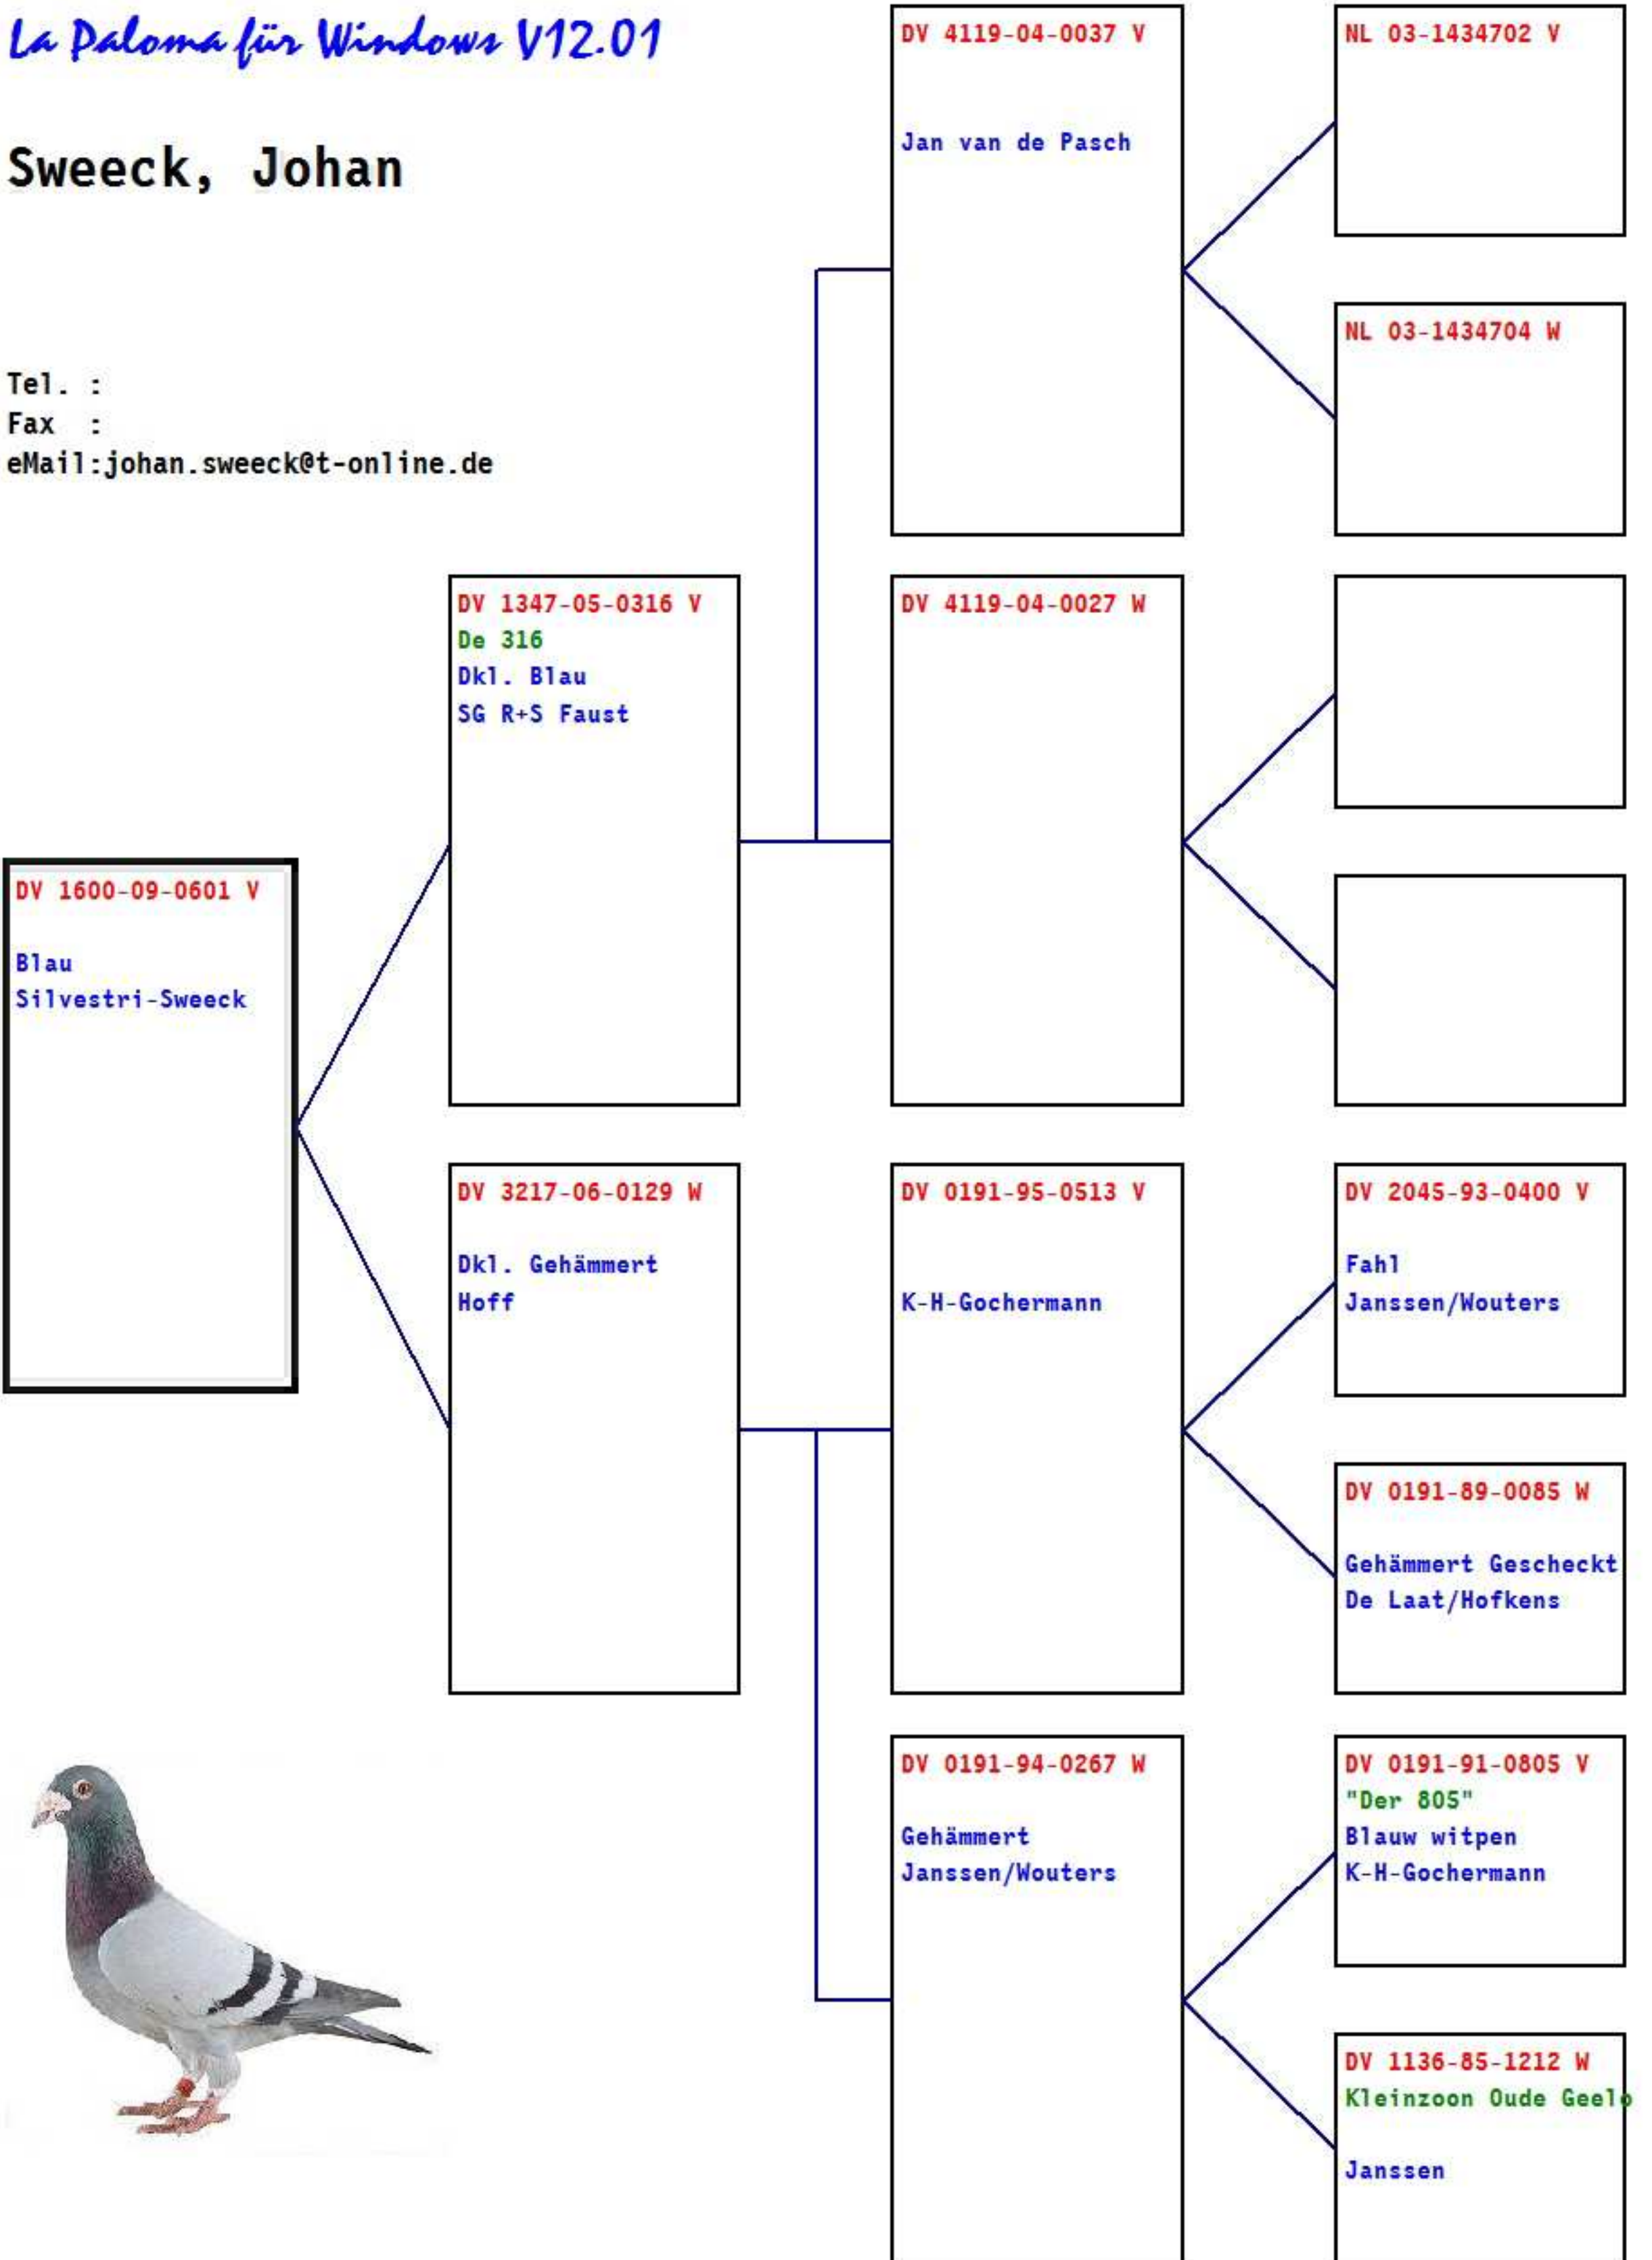 La Paloma für Windows V12.01
Sweeck, Johan
Tel. :
Fax :
eMail:johan.sweeck@t-online.de
DV 1600-09-0601 V
Blau
Silvestri-Sweeck
DV 1347-05-0316 V
De 316
Dkl. Blau
SG R+S Faust
DV 3217-06-0129 W
Dkl. Gehämmert
Hoff
DV 4119-04-0037 V
Jan van de Pasch
DV 4119-04-0027 W
DV 0191-95-0513 V
K-H-Gochermann
DV 0191-94-0267 W
Gehämmert
Janssen/Wouters
NL 03-1434702 V
NL 03-1434704 W
DV 2045-93-0400 V
Fahl
Janssen/Wouters
DV 0191-89-0085 W
Gehämmert Gescheckt
De Laat/Hofkens
DV 0191-91-0805 V
"Der 805"
Blauw witpen
K-H-Gochermann
DV 1136-85-1212 W
Kleinzoon Oude Geelo
Janssen